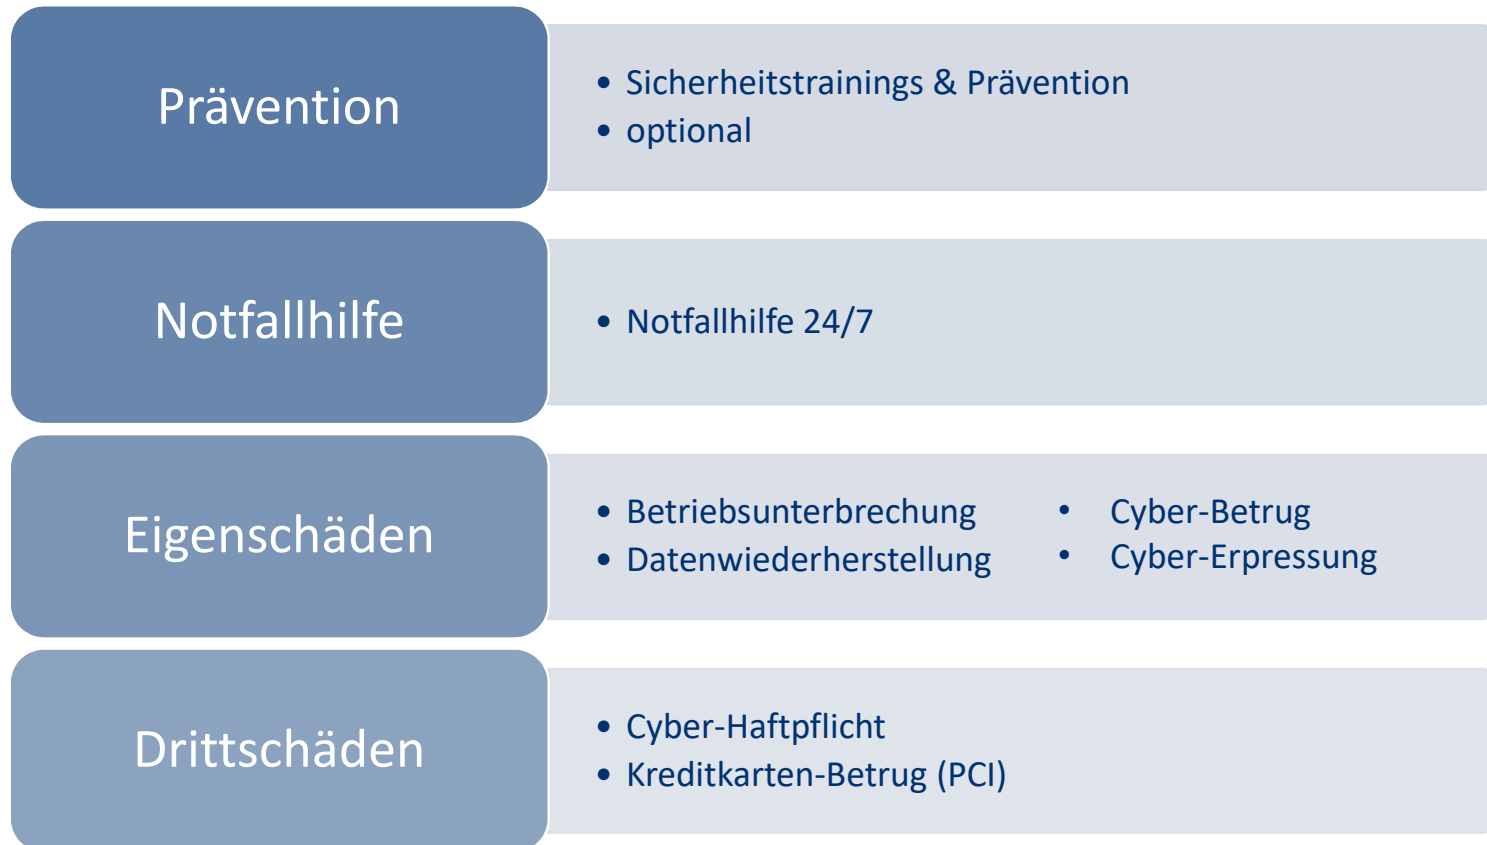 Prävention
• Sicherheitstrainings & Prävention
• optional
Notfallhilfe
• Notfallhilfe 24/7
Eigenschäden
• Betriebsunterbrechung
• Datenwiederherstellung
• Cyber-Betrug
• Cyber-Erpressung
Drittschäden
• Cyber-Haftpflicht
• Kreditkarten-Betrug (PCI)